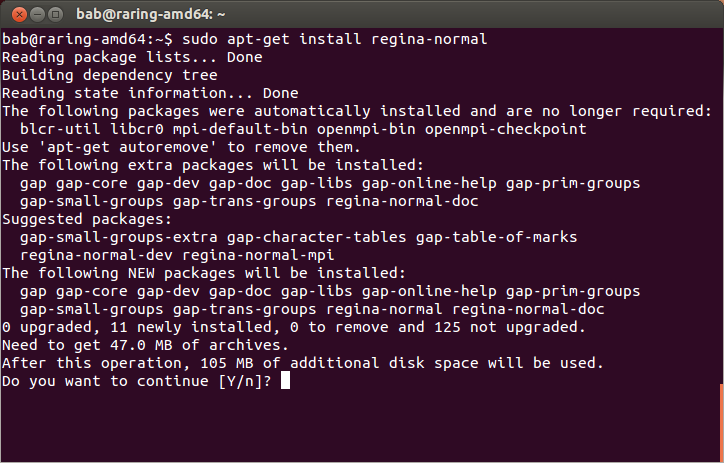 bab@raring-amd64: ~
bab@raring-amd64:~$ sudo apt-get install regina-normal
Reading package lists... Done
Building dependency tree
Reading state information... Done
The following packages were automatically installed and are no longer required:
  blcr-util libcr0 mpi-default-bin openmpi-bin openmpi-checkpoint
Use 'apt-get autoremove' to remove them.
The following extra packages will be installed:
  gap gap-core gap-dev gap-doc gap-libs gap-online-help gap-prim-groups
  gap-small-groups gap-trans-groups regina-normal-doc
Suggested packages:
  gap-small-groups-extra gap-character-tables gap-table-of-marks
  regina-normal-dev regina-normal-mpi
The following NEW packages will be installed:
  gap gap-core gap-dev gap-doc gap-libs gap-online-help gap-prim-groups
  gap-small-groups gap-trans-groups regina-normal regina-normal-doc
0 upgraded, 11 newly installed, 0 to remove and 125 not upgraded.
Need to get 47.0 MB of archives.
After this operation, 105 MB of additional disk space will be used.
Do you want to continue [Y/n]?